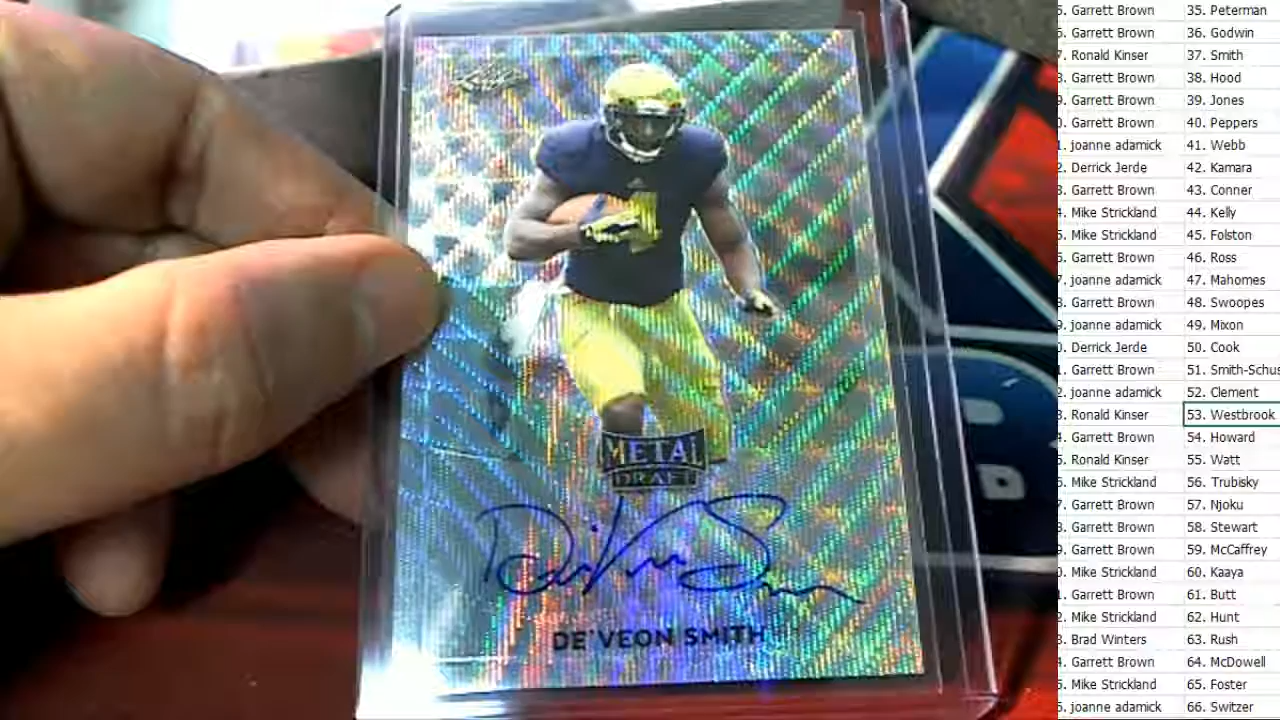 Leaf
METAL
DRAFT
DE'VEON SMITH
5. Garrett Brown 35. Peterman
6. Garrett Brown 36. Godwin
7. Ronald Kinser 37. Smith
8. Garrett Brown 38. Hood
9. Garrett Brown 39. Jones
0. Garrett Brown 40. Peppers
1. joanne adamick 41. Webb
2. Derrick Jerde 42. Kamara
3. Garrett Brown 43. Conner
4. Mike Strickland 44. Kelly
5. Mike Strickland 45. Folston
6. Garrett Brown 46. Ross
7. joanne adamick 47. Mahomes
8. Garrett Brown 48. Swoopes
9. joanne adamick 49. Mixon
0. Derrick Jerde 50. Cook
1. Garrett Brown 51. Smith-Schus
2. joanne adamick 52. Clement
3. Ronald Kinser 53. Westbrook
4. Garrett Brown 54. Howard
5. Ronald Kinser 55. Watt
6. Mike Strickland 56. Trubisky
7. Garrett Brown 57. Njoku
8. Garrett Brown 58. Stewart
9. Garrett Brown 59. McCaffrey
0. Mike Strickland 60. Kaaya
1. Garrett Brown 61. Butt
2. Mike Strickland 62. Hunt
3. Brad Winters 63. Rush
4. Garrett Brown 64. McDowell
5. Mike Strickland 65. Foster
6. joanne adamick 66. Switzer